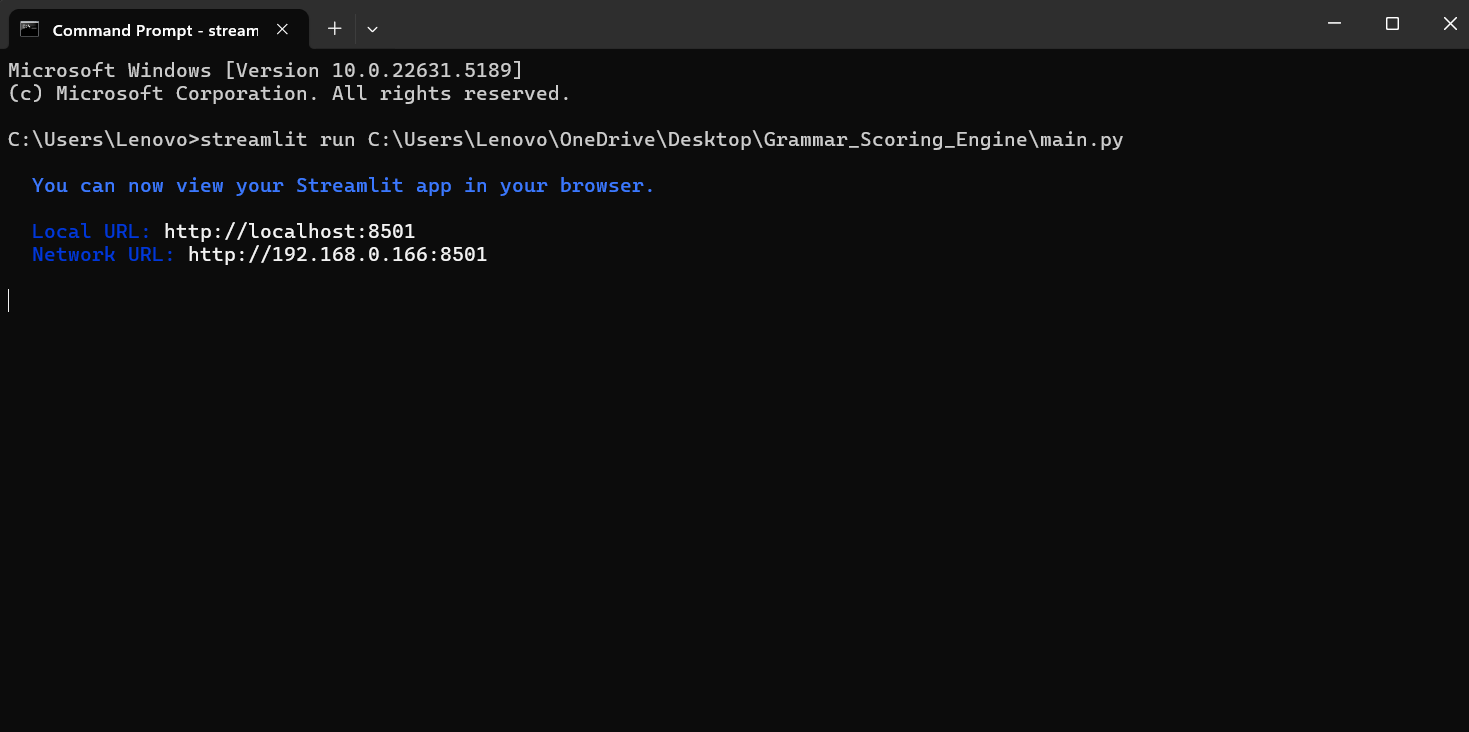 Command Prompt - stream
Microsoft Windows [Version 10.0.22631.5189]
(c) Microsoft Corporation. All rights reserved.
C:\Users\Lenovo>streamlit run C:\Users\Lenovo\OneDrive\Desktop\Grammar_Scoring_Engine\main.py
You can now view your Streamlit app in your browser.
Local URL: http://localhost:8501
Network URL: http://192.168.0.166:8501